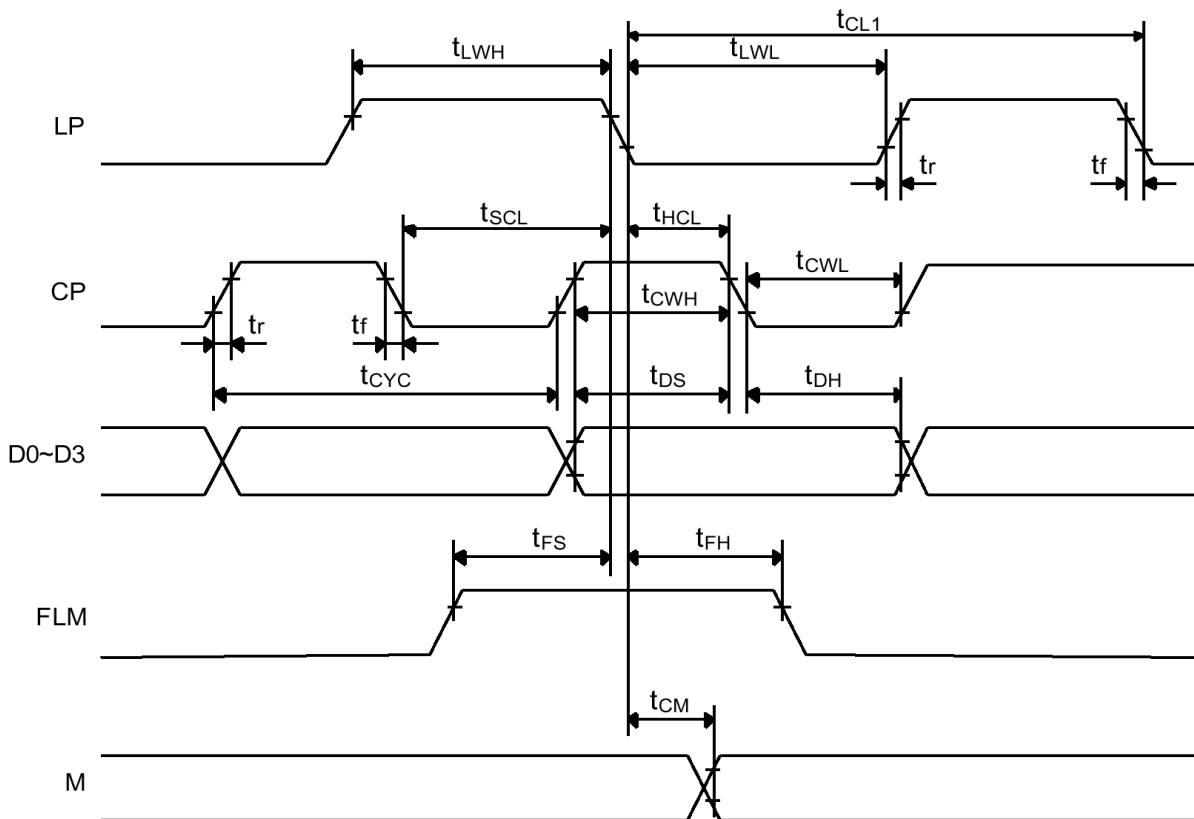 tCL1
tLWH
tLWL
LP
tr
tf
tSCL
tHCL
tCWL
CP
tCWH
tr
tf
tCYC
tDS
tDH
D0~D3
tFS
tFH
FLM
tCM
M